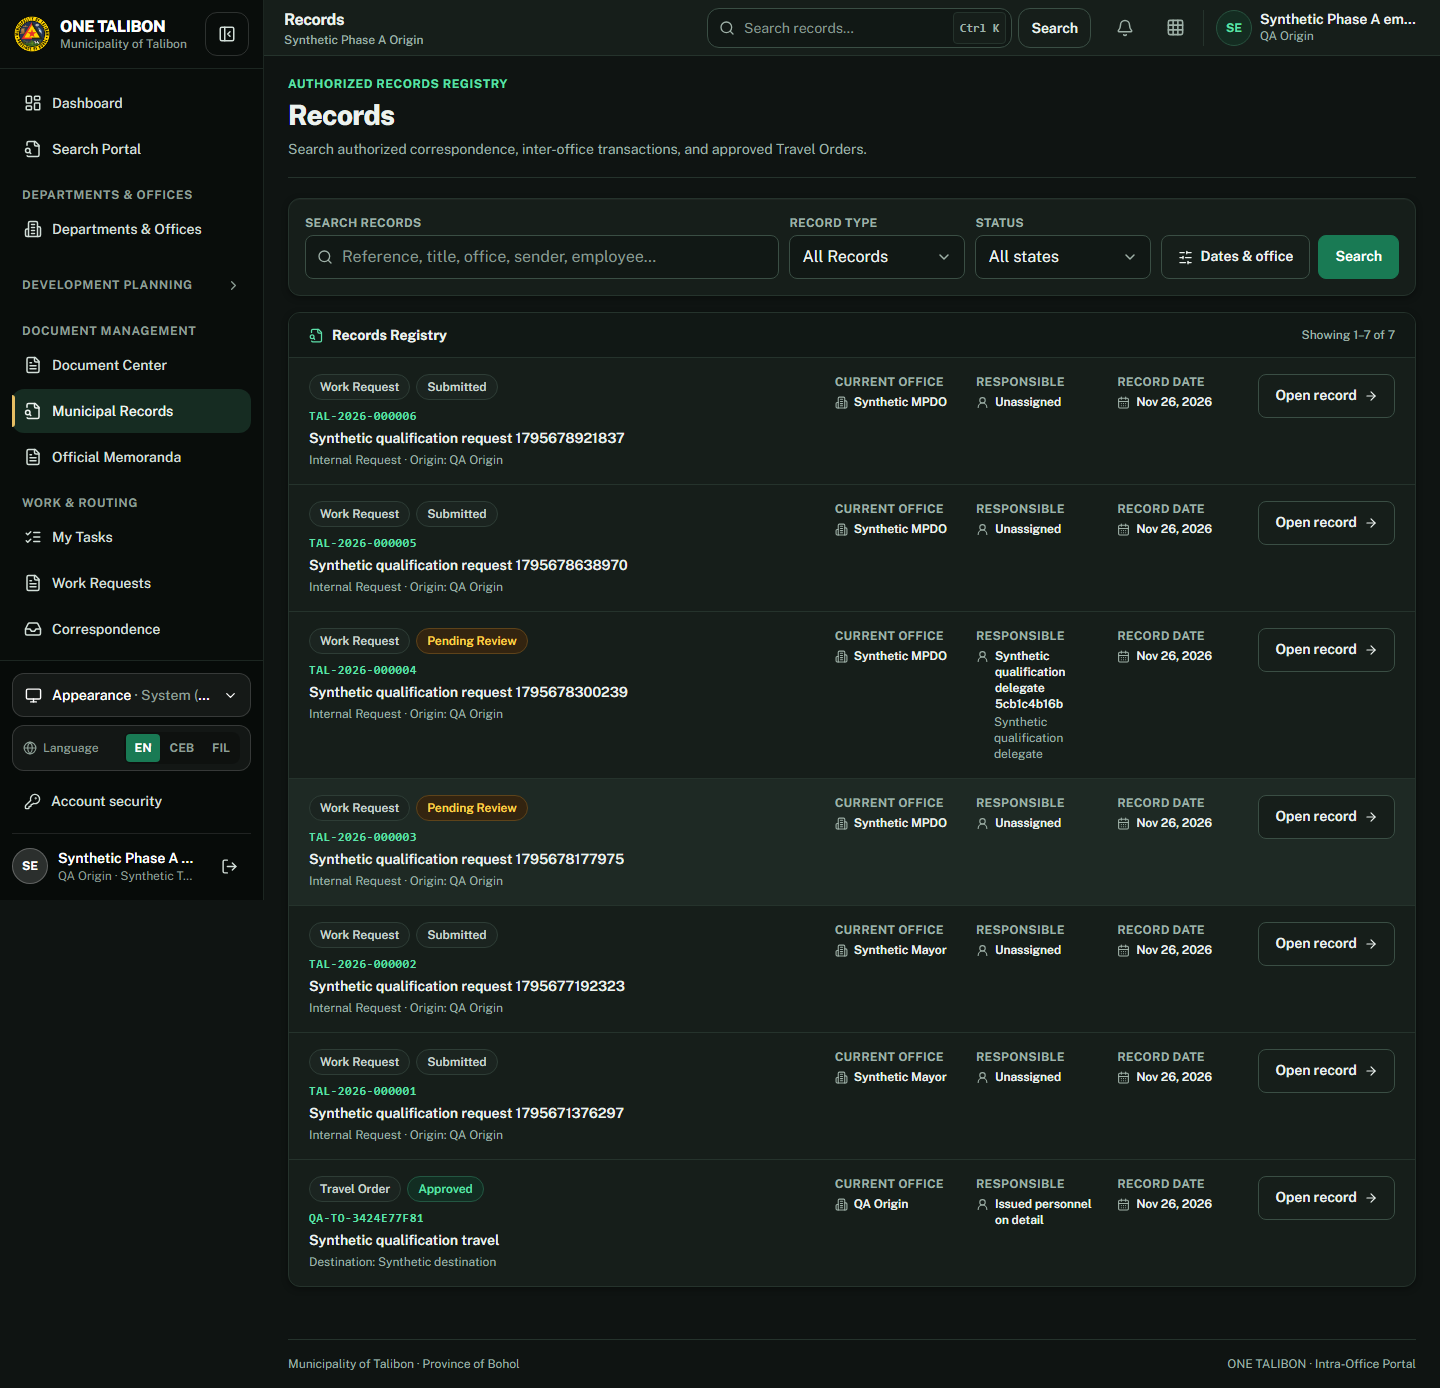 ONE TALIBON
Municipality of Talibon
Dashboard
Search Portal
DEPARTMENTS & OFFICES
Departments & Offices
DEVELOPMENT PLANNING
DOCUMENT MANAGEMENT
Document Center
Municipal Records
Official Memoranda
WORK & ROUTING
My Tasks
Work Requests
Correspondence
Appearance · System (...
Language EN CEB FIL
Account security
SE
Synthetic Phase A ...
QA Origin · Synthetic T...
Records
Synthetic Phase A Origin
Search records... Ctrl K
Search
SE
Synthetic Phase A em...
QA Origin
AUTHORIZED RECORDS REGISTRY
Records
Search authorized correspondence, inter-office transactions, and approved Travel Orders.
SEARCH RECORDS
Reference, title, office, sender, employee...
RECORD TYPE
All Records
STATUS
All states
Dates & office
Search
Records Registry
Showing 1–7 of 7
Work Request Submitted
TAL-2026-000006
Synthetic qualification request 1795678921837
Internal Request · Origin: QA Origin
CURRENT OFFICE
Synthetic MPDO
RESPONSIBLE
Unassigned
RECORD DATE
Nov 26, 2026
Open record
Work Request Submitted
TAL-2026-000005
Synthetic qualification request 1795678638970
Internal Request · Origin: QA Origin
CURRENT OFFICE
Synthetic MPDO
RESPONSIBLE
Unassigned
RECORD DATE
Nov 26, 2026
Open record
Work Request Pending Review
TAL-2026-000004
Synthetic qualification request 1795678300239
Internal Request · Origin: QA Origin
CURRENT OFFICE
Synthetic MPDO
RESPONSIBLE
Synthetic
qualification
delegate
5cb1c4b16b
Synthetic
qualification
delegate
RECORD DATE
Nov 26, 2026
Open record
Work Request Pending Review
TAL-2026-000003
Synthetic qualification request 1795678177975
Internal Request · Origin: QA Origin
CURRENT OFFICE
Synthetic MPDO
RESPONSIBLE
Unassigned
RECORD DATE
Nov 26, 2026
Open record
Work Request Submitted
TAL-2026-000002
Synthetic qualification request 1795677192323
Internal Request · Origin: QA Origin
CURRENT OFFICE
Synthetic Mayor
RESPONSIBLE
Unassigned
RECORD DATE
Nov 26, 2026
Open record
Work Request Submitted
TAL-2026-000001
Synthetic qualification request 1795671376297
Internal Request · Origin: QA Origin
CURRENT OFFICE
Synthetic Mayor
RESPONSIBLE
Unassigned
RECORD DATE
Nov 26, 2026
Open record
Travel Order Approved
QA-TO-3424E77F81
Synthetic qualification travel
Destination: Synthetic destination
CURRENT OFFICE
QA Origin
RESPONSIBLE
Issued personnel
on detail
RECORD DATE
Nov 26, 2026
Open record
Municipality of Talibon · Province of Bohol
ONE TALIBON · Intra-Office Portal